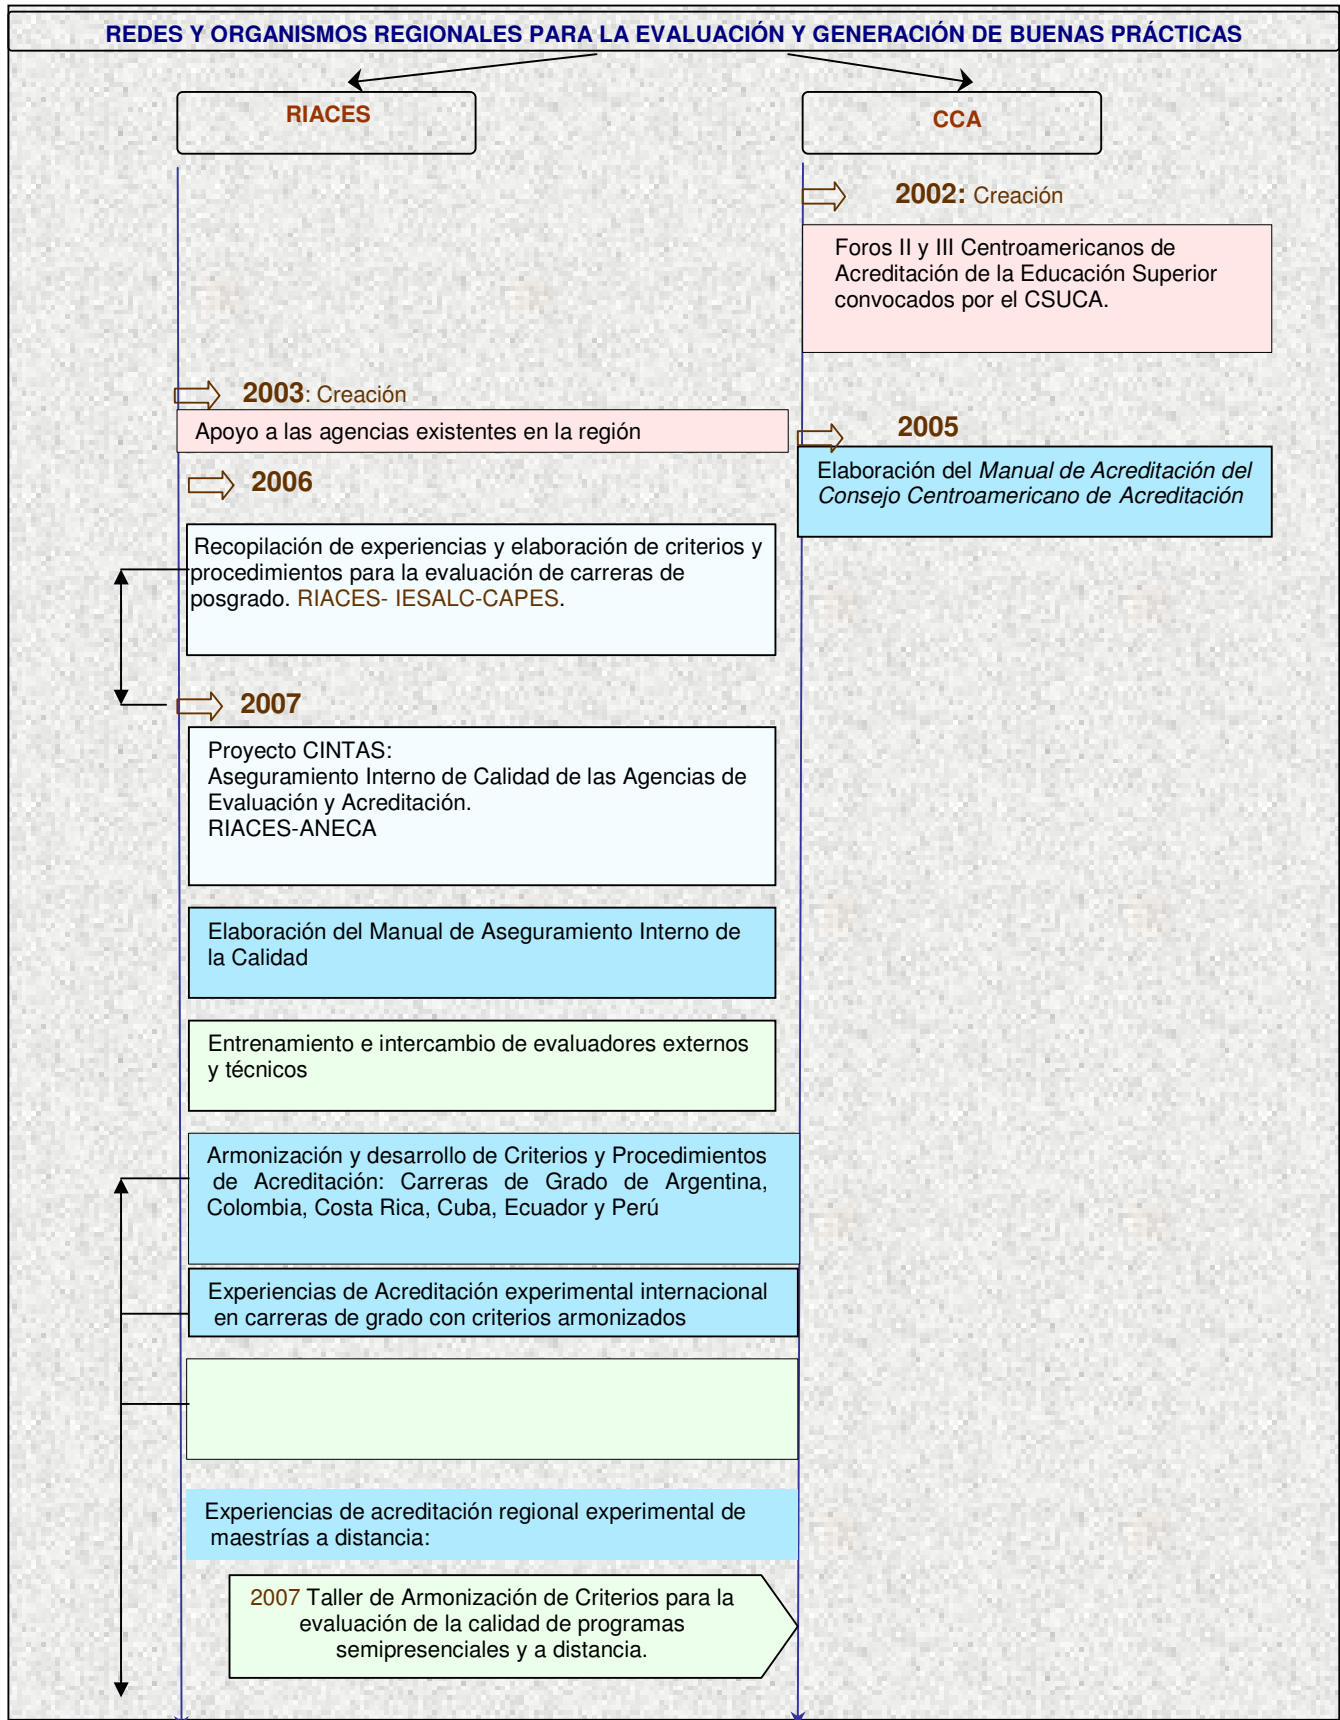 REDES Y ORGANISMOS REGIONALES PARA LA EVALUACIÓN Y GENERACIÓN DE BUENAS PRÁCTICAS
RIACES
CCA
2002: Creación
Foros II y III Centroamericanos de
Acreditación de la Educación Superior
convocados por el CSUCA.
2003: Creación
Apoyo a las agencias existentes en la región
2005
Elaboración del Manual de Acreditación del
Consejo Centroamericano de Acreditación
2006
Recopilación de experiencias y elaboración de criterios y
procedimientos para la evaluación de carreras de
posgrado. RIACES- IESALC-CAPES.
2007
Proyecto CINTAS:
Aseguramiento Interno de Calidad de las Agencias de
Evaluación y Acreditación.
RIACES-ANECA
Elaboración del Manual de Aseguramiento Interno de
la Calidad
Entrenamiento e intercambio de evaluadores externos
y técnicos
Armonización y desarrollo de Criterios y Procedimientos
de Acreditación: Carreras de Grado de Argentina,
Colombia, Costa Rica, Cuba, Ecuador y Perú
Experiencias de Acreditación experimental internacional
en carreras de grado con criterios armonizados
Experiencias de acreditación regional experimental de
maestrías a distancia:
2007 Taller de Armonización de Criterios para la
evaluación de la calidad de programas
semipresenciales y a distancia.